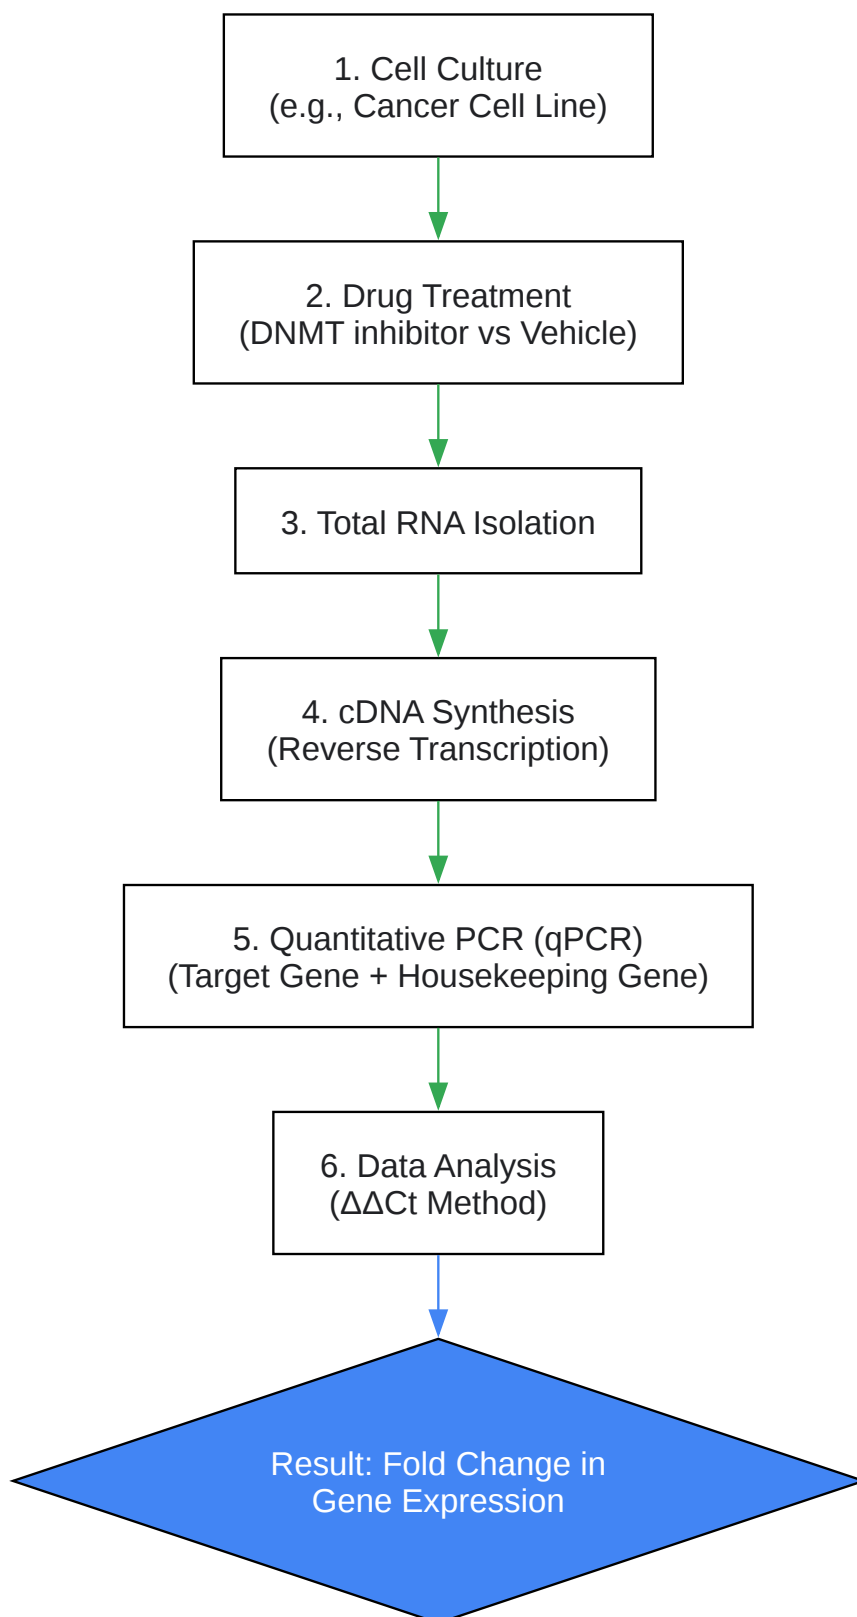 1. Cell Culture
(e.g., Cancer Cell Line)
2. Drug Treatment
(DNMT inhibitor vs Vehicle)
3. Total RNA Isolation
4. cDNA Synthesis
(Reverse Transcription)
5. Quantitative PCR (qPCR)
(Target Gene + Housekeeping Gene)
6. Data Analysis
(ΔΔCt Method)
Result: Fold Change in
Gene Expression